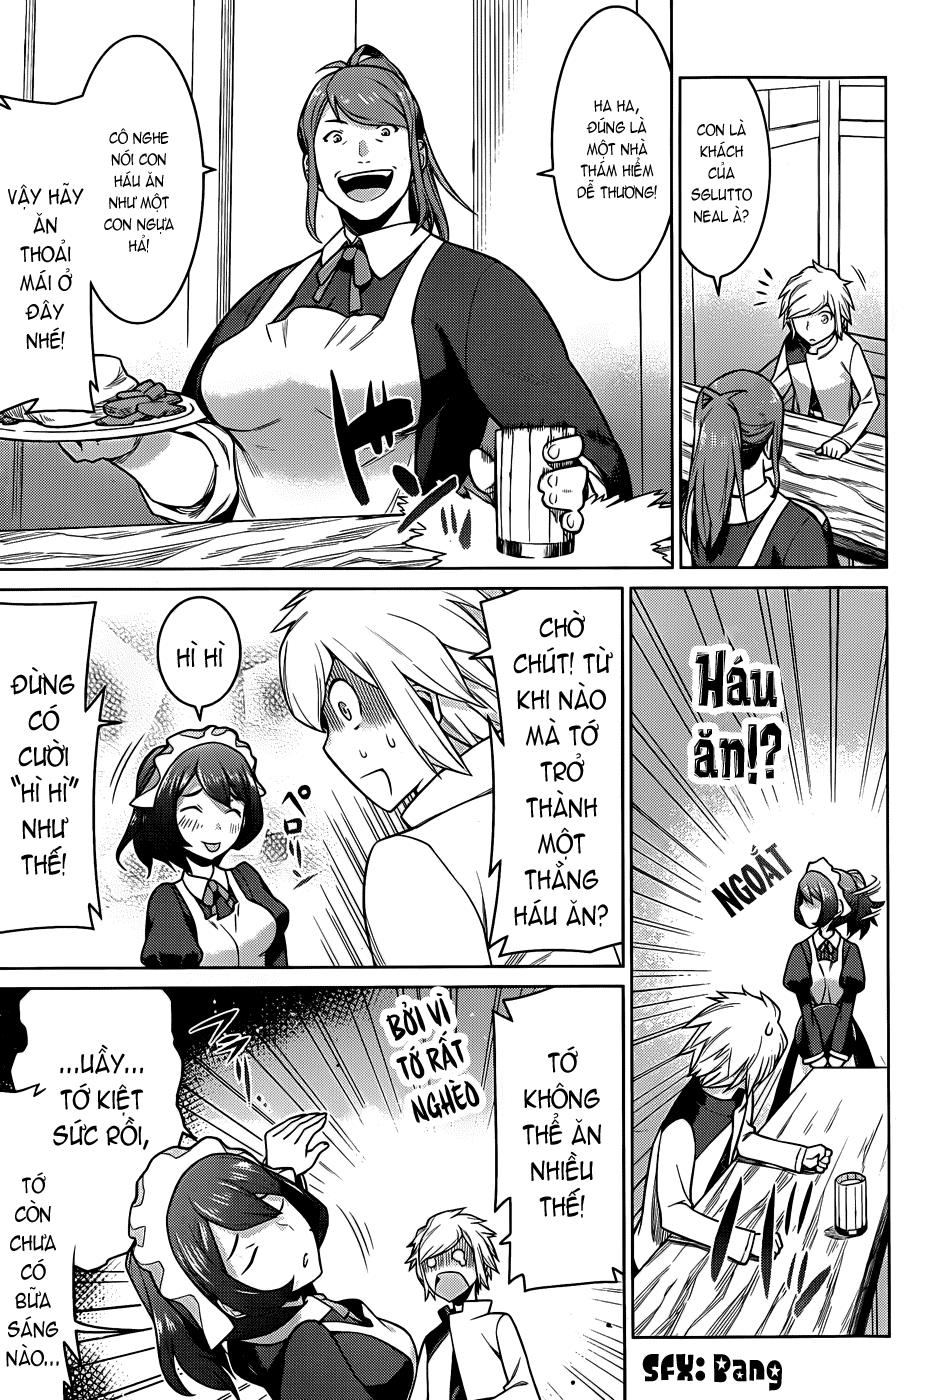 CON LÀ
KHÁCH
CỦA
SGLUTTO
NEAL À?
HA HA,
ĐÚNG LÀ
MỘT NHÀ
THÁM HIỂM
DỄ THƯƠNG!
CÔ NGHE
NÓI CON
HÁU ĂN
NHƯ MỘT
CON NGỰA
HẢ!
VẬY HÃY
ĂN
THOẢI
MÁI Ở
ĐÂY
NHÉ!
Háu
ăn!?
NGOẮT
CHỜ
CHÚT! TỪ
KHI NÀO
MÀ TỚ
TRỞ
THÀNH
MỘT
THẰNG
HÁU ĂN?
HÌ HÌ
ペロ
ĐỪNG
CÓ
CƯỜI
"HÌ HÌ"
NHƯ
THẾ!
TỚ
KHÔNG
THỂ ĂN
NHIỀU
THẾ!
BỞI VÌ
TỚ RẤT
NGHÈO
...UẦY...
TỚ KIỆT
SỨC RỒI,
TỚ
CÒN
CHƯA
CÓ
BỮA
SÁNG
NÀO...
SFX: Pang